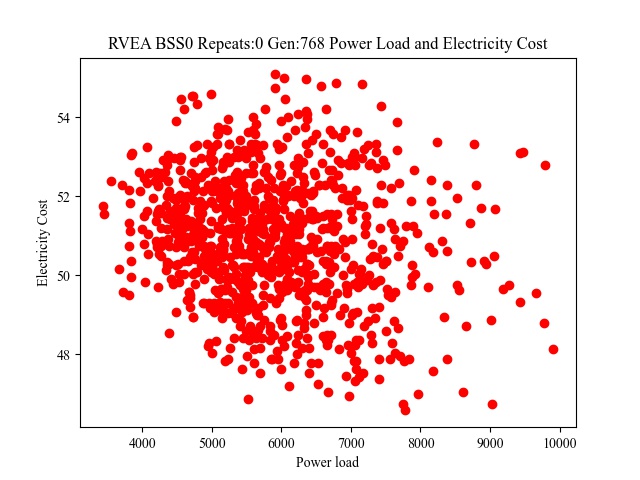 RVEA BSS0 Repeats:0 Gen:768 Power Load and Electricity Cost
54
52
50
48
Electricity Cost
4000 5000 6000 7000 8000 9000 10000
Power load